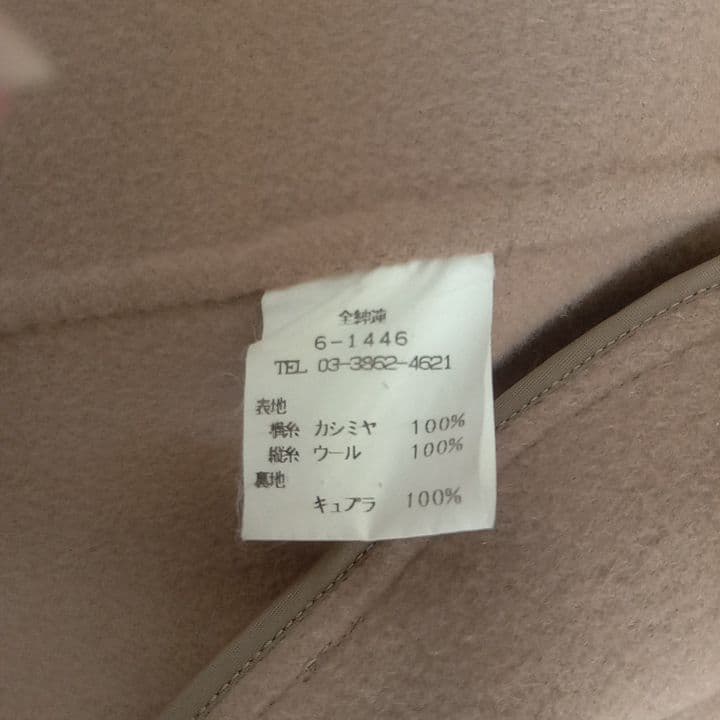 全紳連
6-1446
TEL 03-3862-4621
表地
横糸 カシミヤ 100%
縦糸 ウール 100%
裏地
キュプラ 100%